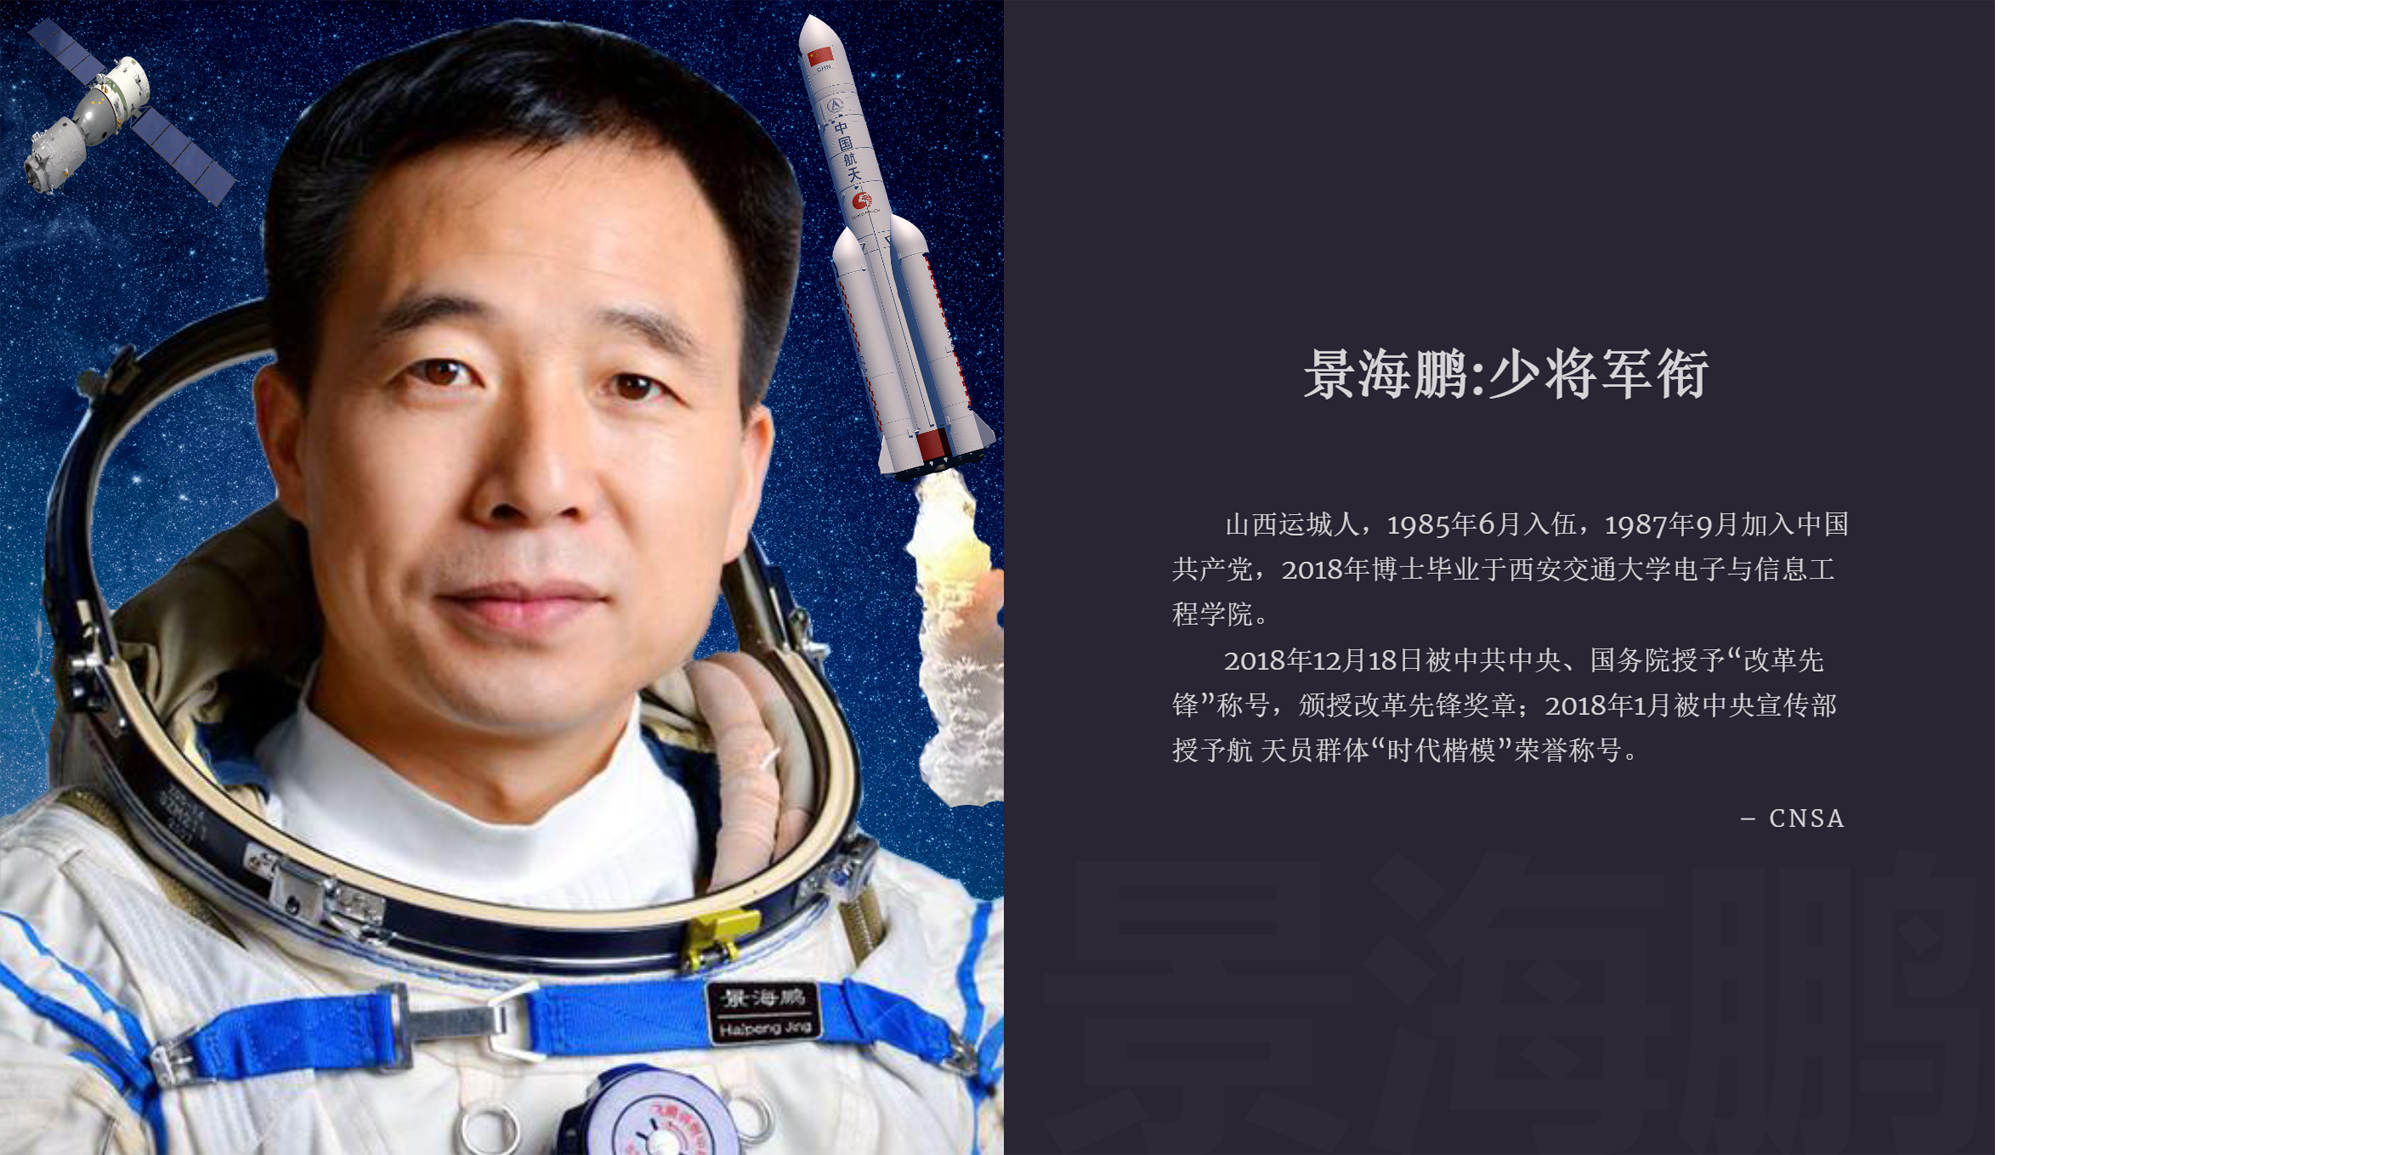 CHN
中国航天
景海鹏:少将军衔
山西运城人，1985年6月入伍，1987年9月加入中国
共产党，2018年博士毕业于西安交通大学电子与信息工
程学院。
2018年12月18日被中共中央、国务院授予“改革先
锋”称号，颁授改革先锋奖章；2018年1月被中央宣传部
授予航 天员群体“时代楷模”荣誉称号。
– CNSA
景海鹏
景海鹏
Haipeng Jing